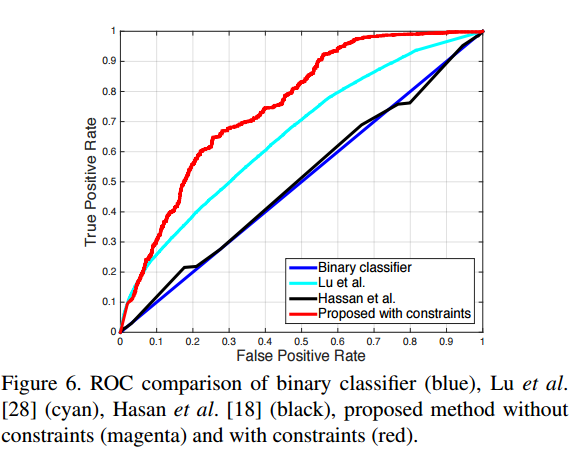 1
0.9
0.8
0.7
0.6
0.5
0.4
0.3
0.2
0.1
0
True Positive Rate
Binary classifier
Lu et al.
Hassan et al.
Proposed with constraints
0 0.1 0.2 0.3 0.4 0.5 0.6 0.7 0.8 0.9 1
False Positive Rate
Figure 6. ROC comparison of binary classifier (blue), Lu et al.
[28] (cyan), Hasan et al. [18] (black), proposed method without
constraints (magenta) and with constraints (red).